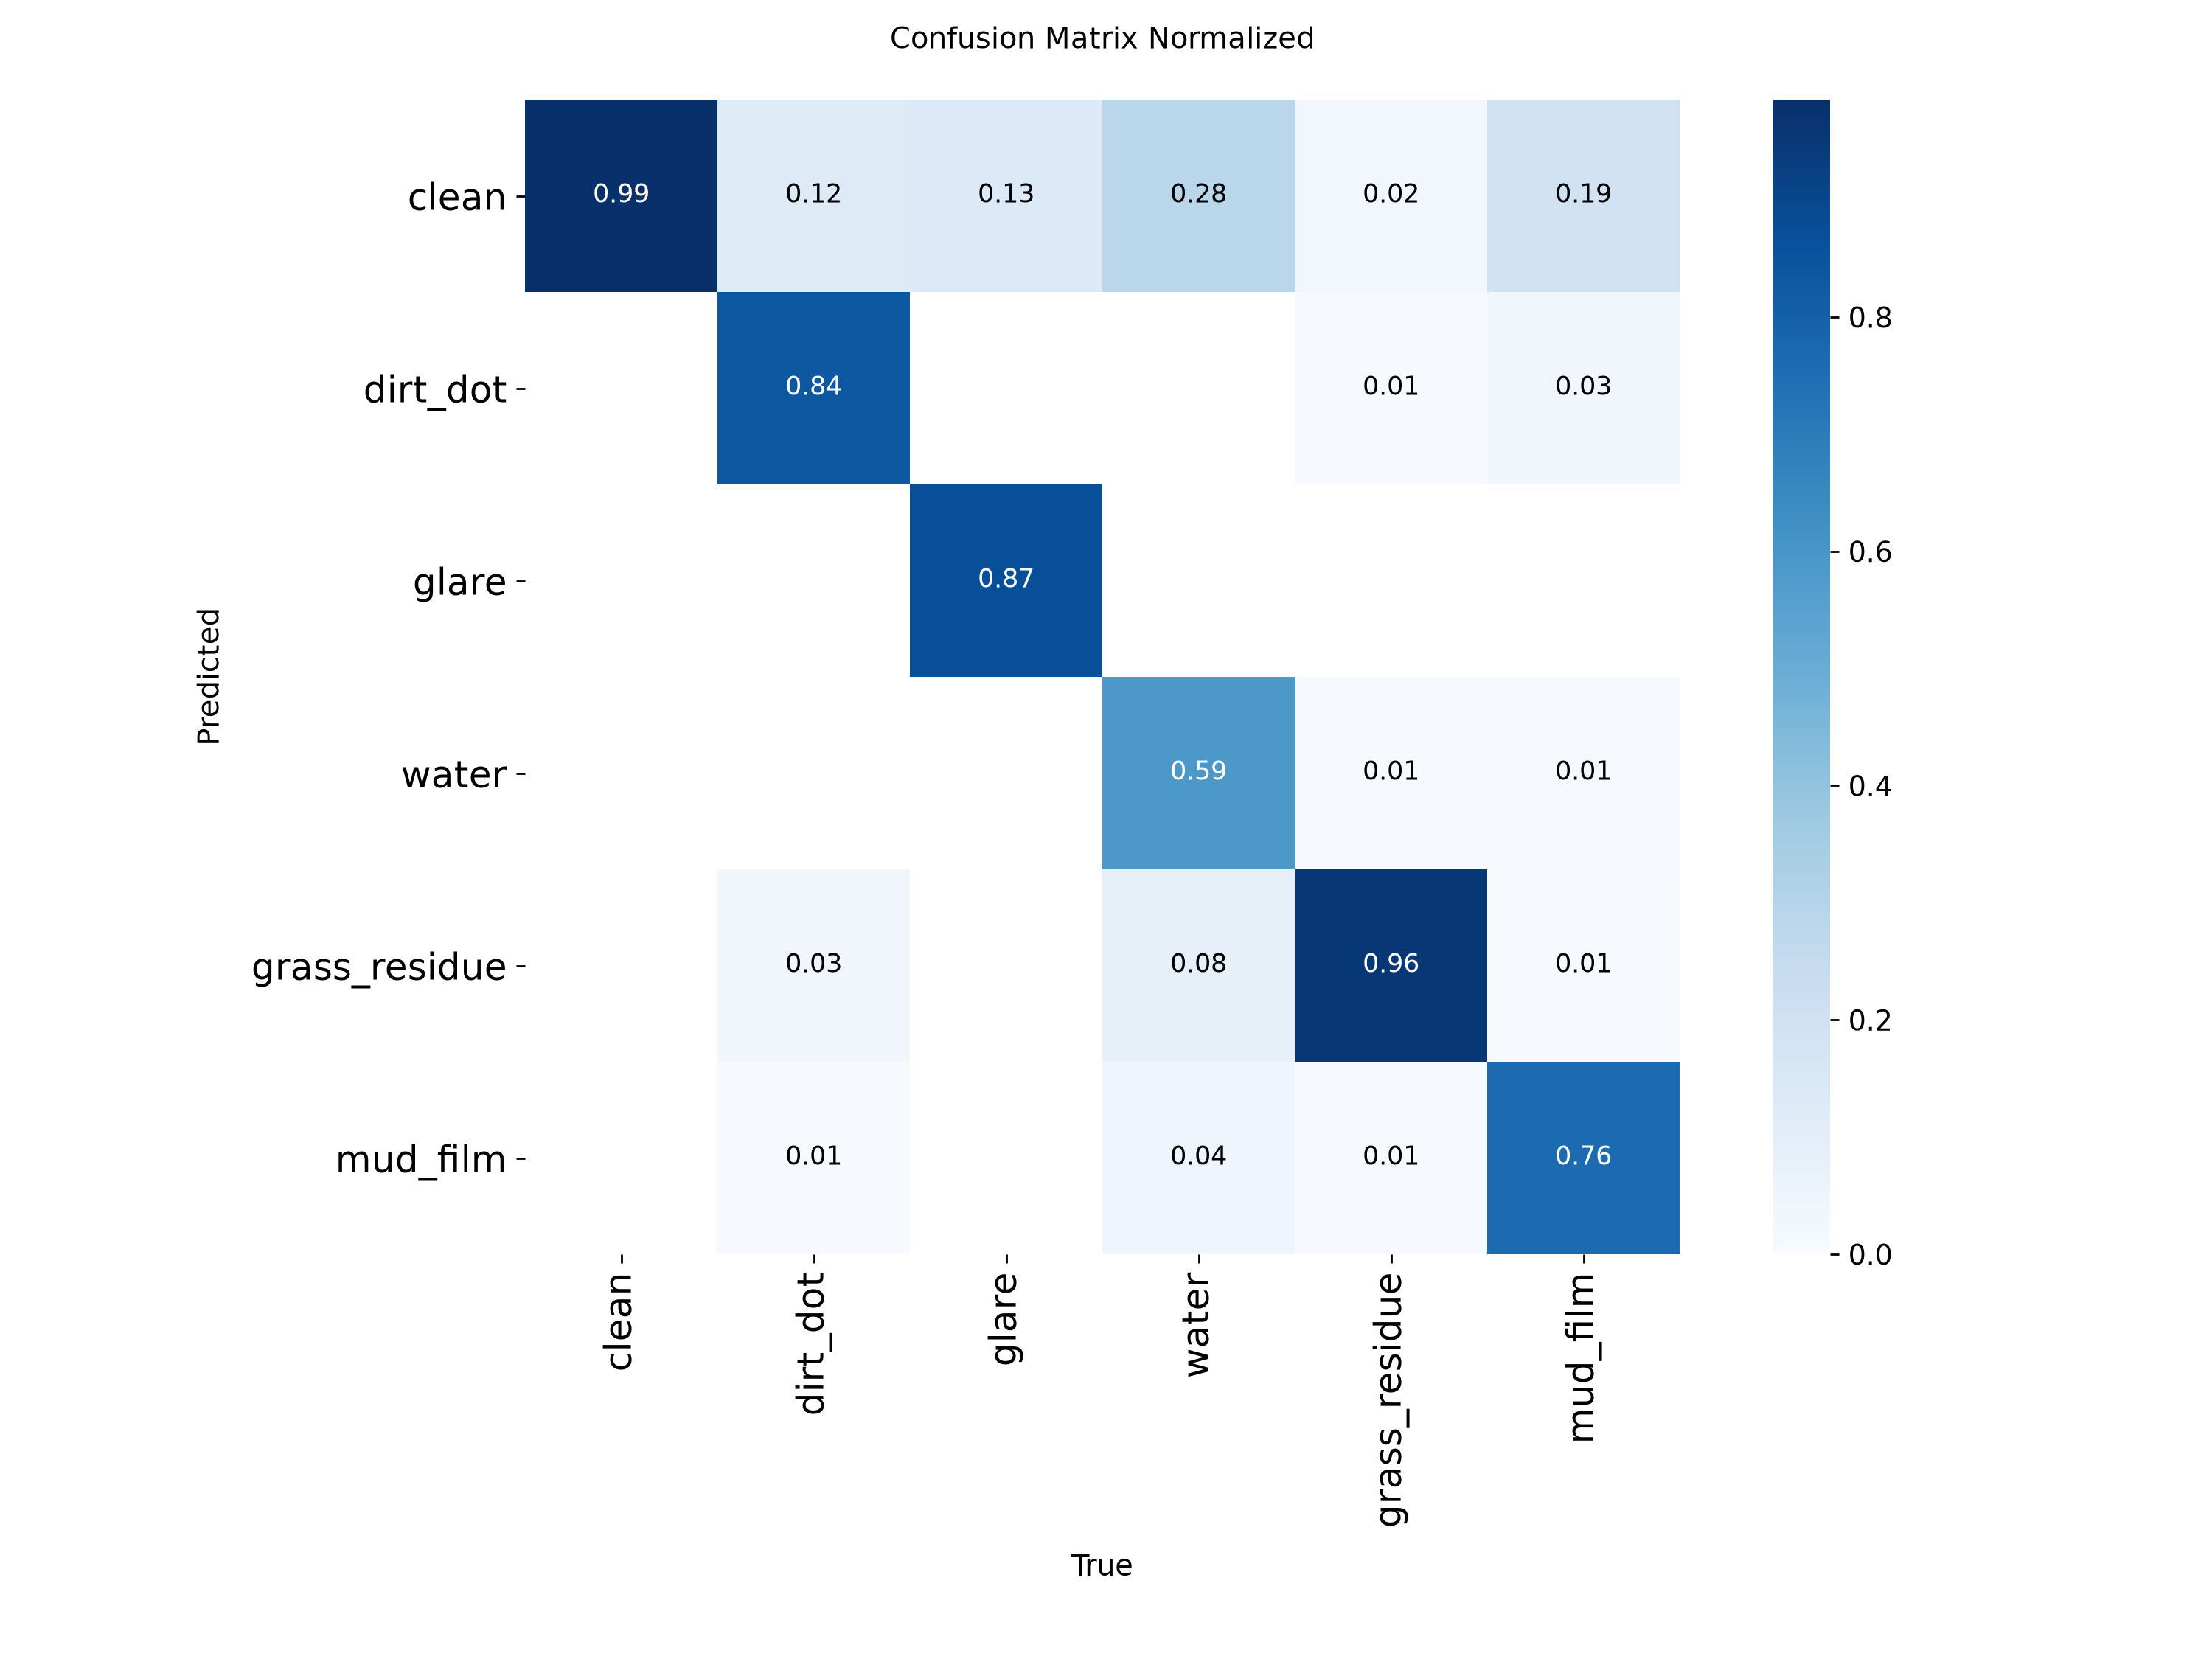 Confusion Matrix Normalized
clean
0.99
0.12
0.13
0.28
0.02
0.19
dirt_dot
0.84
0.01
0.03
glare
0.87
water
0.59
0.01
0.01
grass_residue
0.03
0.08
0.96
0.01
mud_film
0.01
0.04
0.01
0.76
Predicted
clean
dirt_dot
glare
water
grass_residue
mud_film
True
0.8
0.6
0.4
0.2
0.0